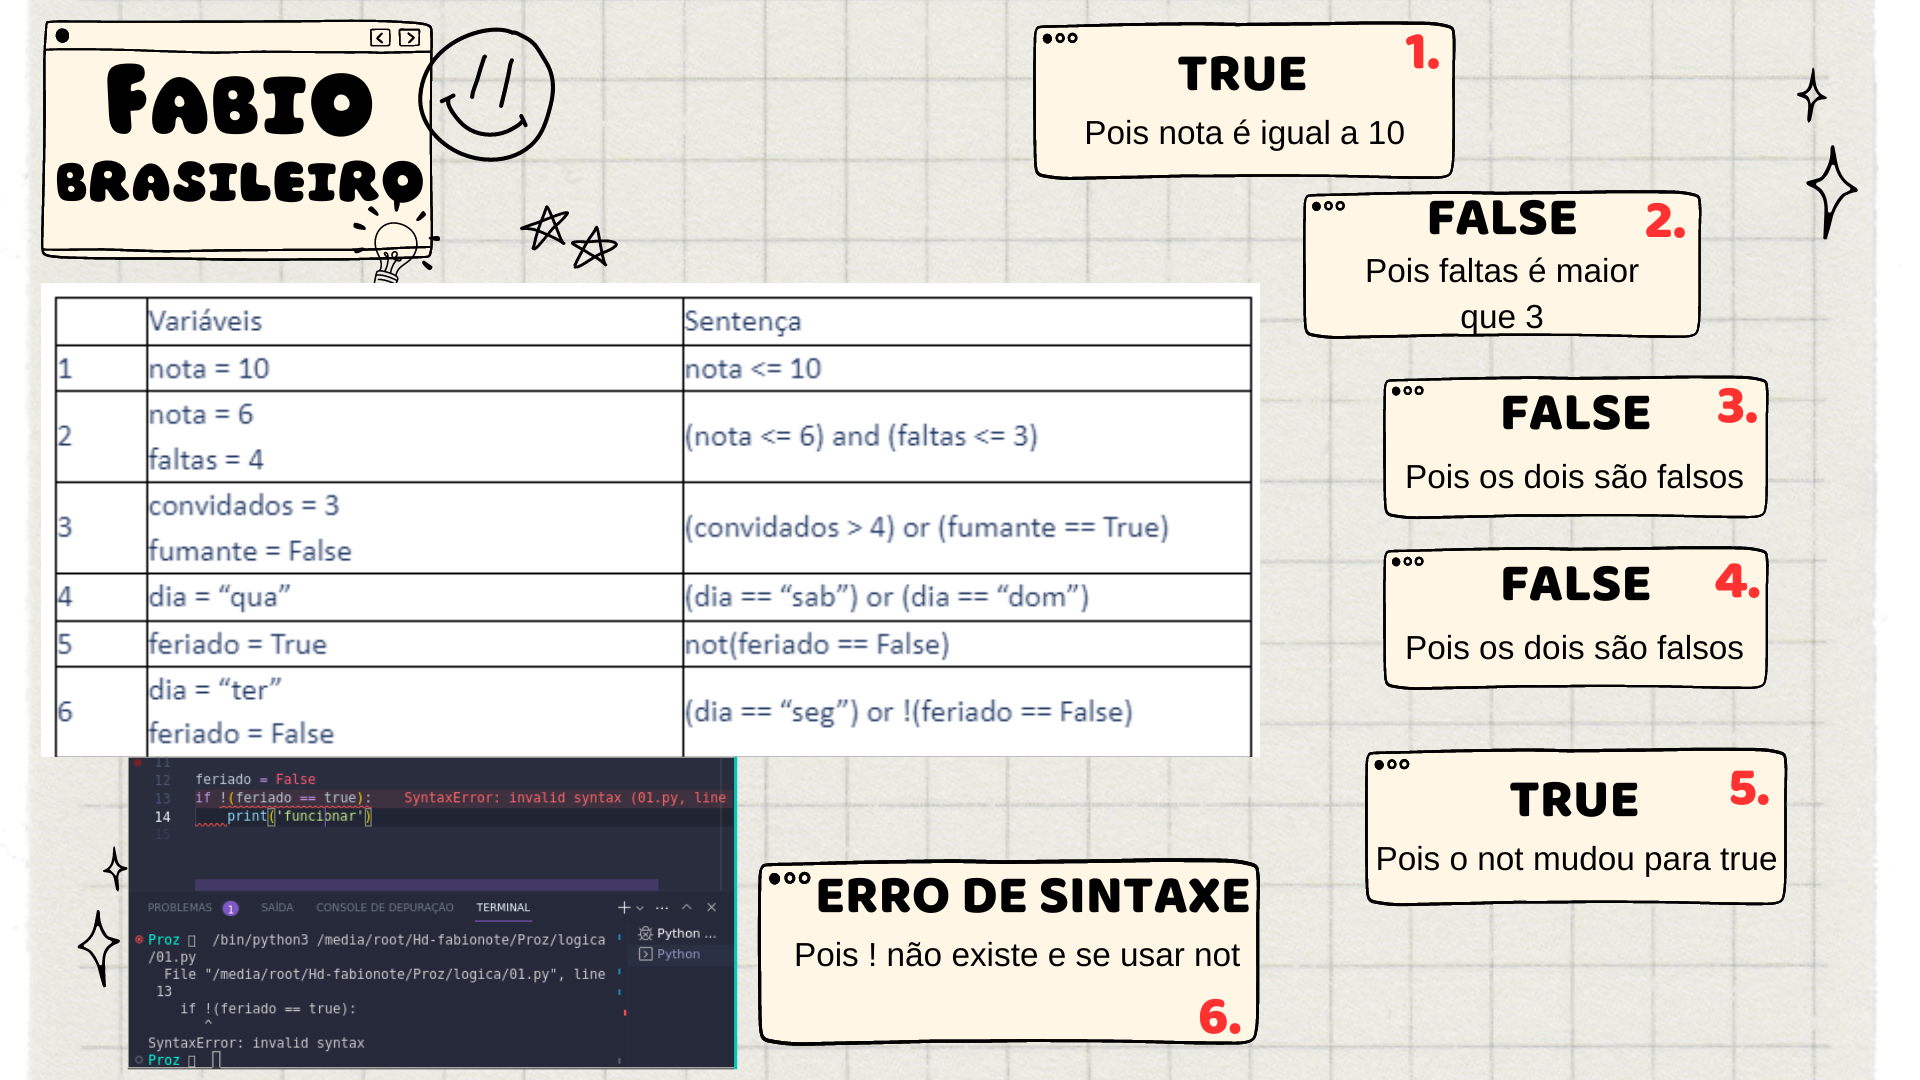 FABIO
BRASILEIRO
1.
TRUE
Pois nota é igual a 10
2.
FALSE
Pois faltas é maior
que 3
3.
FALSE
Pois os dois são falsos
4.
FALSE
Pois os dois são falsos
5.
TRUE
Pois o not mudou para true
Variáveis Sentença
1 nota = 10 nota <= 10
2 nota = 6
faltas = 4 (nota <= 6) and (faltas <= 3)
3 convidados = 3
fumante = False (convidados > 4) or (fumante == True)
4 dia = “qua” (dia == “sab”) or (dia == “dom”)
5 feriado = True not(feriado == False)
6 dia = “ter”
feriado = False (dia == “seg”) or !(feriado == False)
11
12 feriado = False
13 if !(feriado == true): SyntaxError: invalid syntax (01.py, line
14 print('funcionar')
15
PROBLEMAS 1 SAÍDA CONSOLE DE DEPURAÇÃO TERMINAL
Proz /bin/python3 /media/root/Hd-fabionote/Proz/logica
/01.py
File "/media/root/Hd-fabionote/Proz/logica/01.py", line
13
if !(feriado == true):
^
SyntaxError: invalid syntax
Proz
Python ...
Python
ERRO DE SINTAXE
Pois ! não existe e se usar not
6.